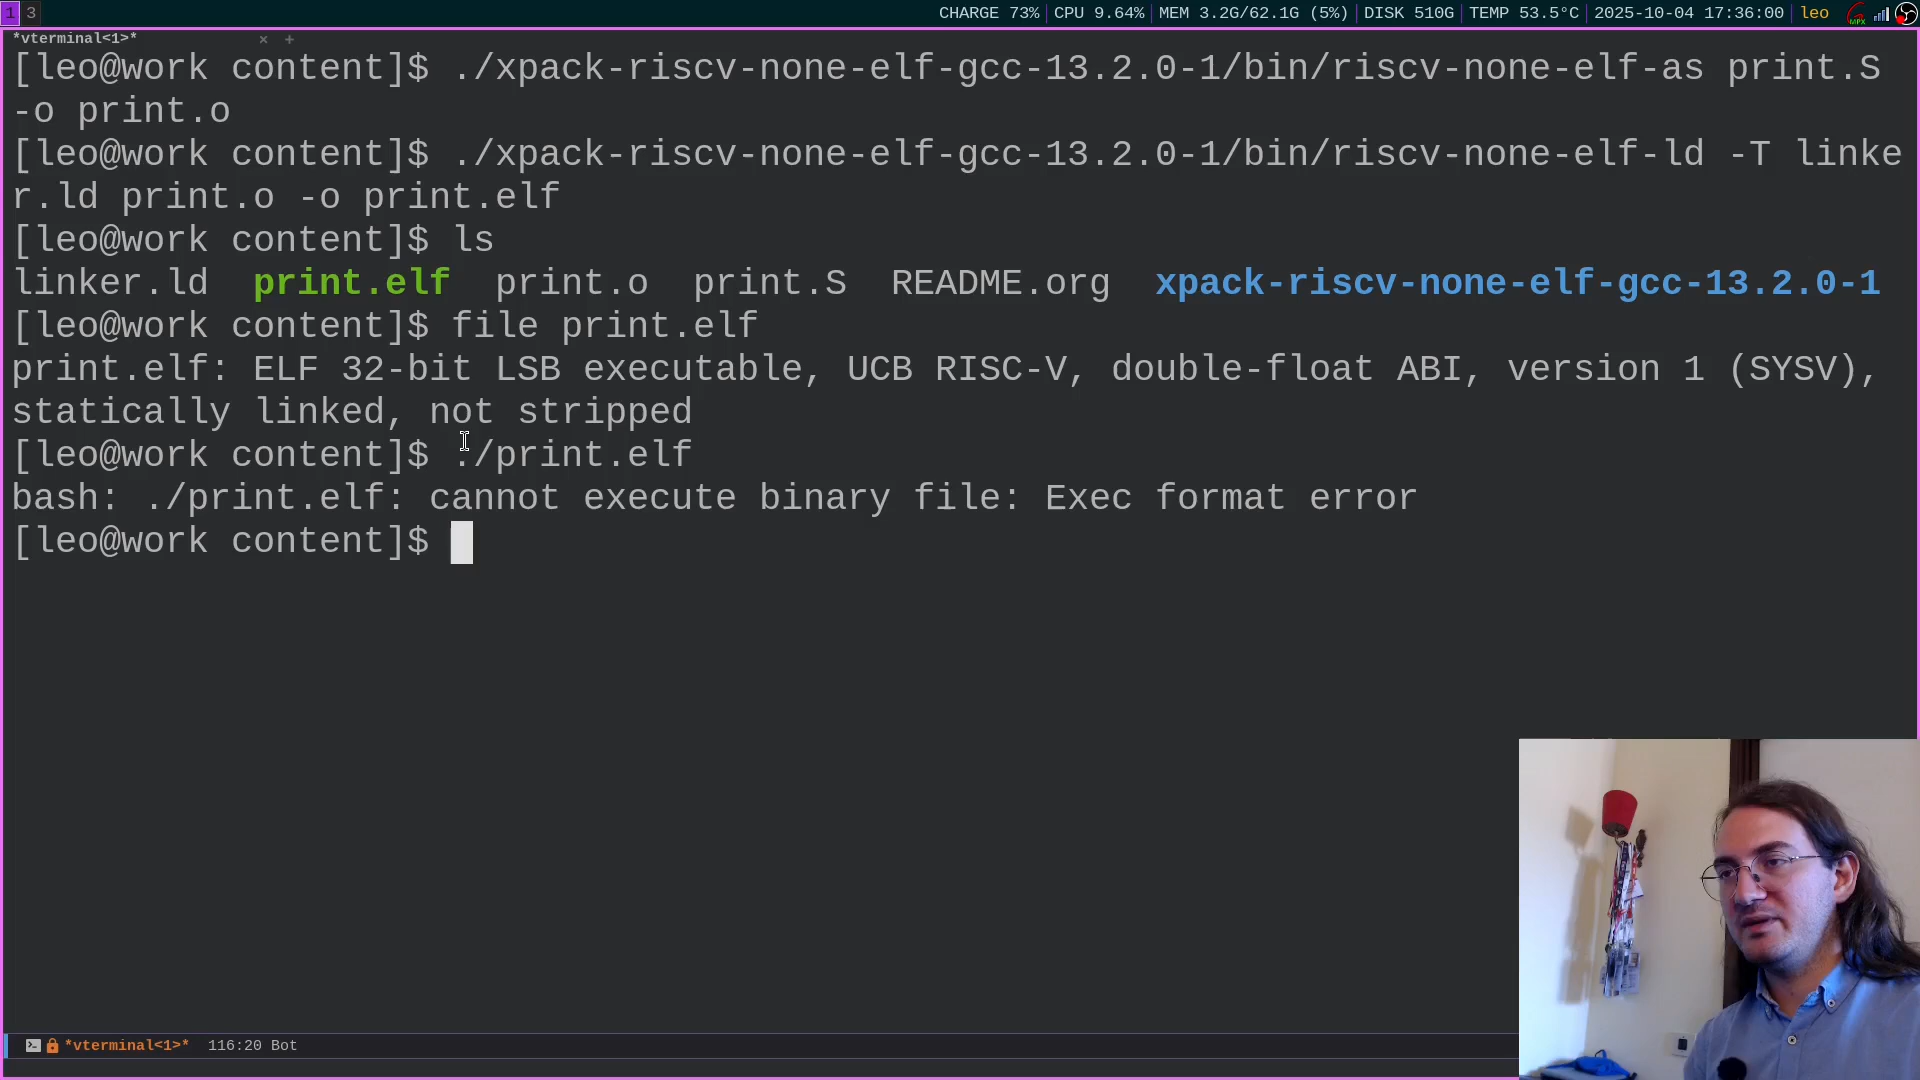 1 3 CHARGE 73% CPU 9.64% MEM 3.2G/62.1G (5%) DISK 510G TEMP 53.5°C 2025-10-04 17:36:00 leo
*vterminal<1>* × +
[leo@work content]$ ./xpack-riscv-none-elf-gcc-13.2.0-1/bin/riscv-none-elf-as print.S
-o print.o
[leo@work content]$ ./xpack-riscv-none-elf-gcc-13.2.0-1/bin/riscv-none-elf-ld -T linke
r.ld print.o -o print.elf
[leo@work content]$ ls
linker.ld print.elf print.o print.S README.org xpack-riscv-none-elf-gcc-13.2.0-1
[leo@work content]$ file print.elf
print.elf: ELF 32-bit LSB executable, UCB RISC-V, double-float ABI, version 1 (SYSV),
statically linked, not stripped
[leo@work content]$ ./print.elf
bash: ./print.elf: cannot execute binary file: Exec format error
[leo@work content]$
*vterminal<1>* 116:20 Bot